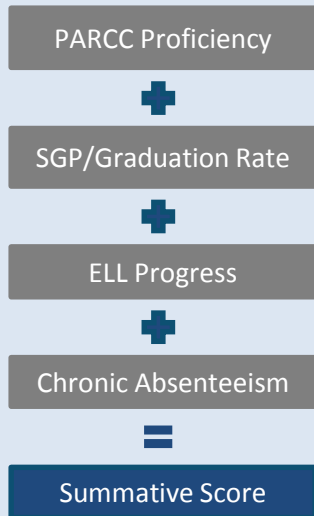 PARCC Proficiency
+
SGP/Graduation Rate
+
ELL Progress
+
Chronic Absenteeism
=
Summative Score